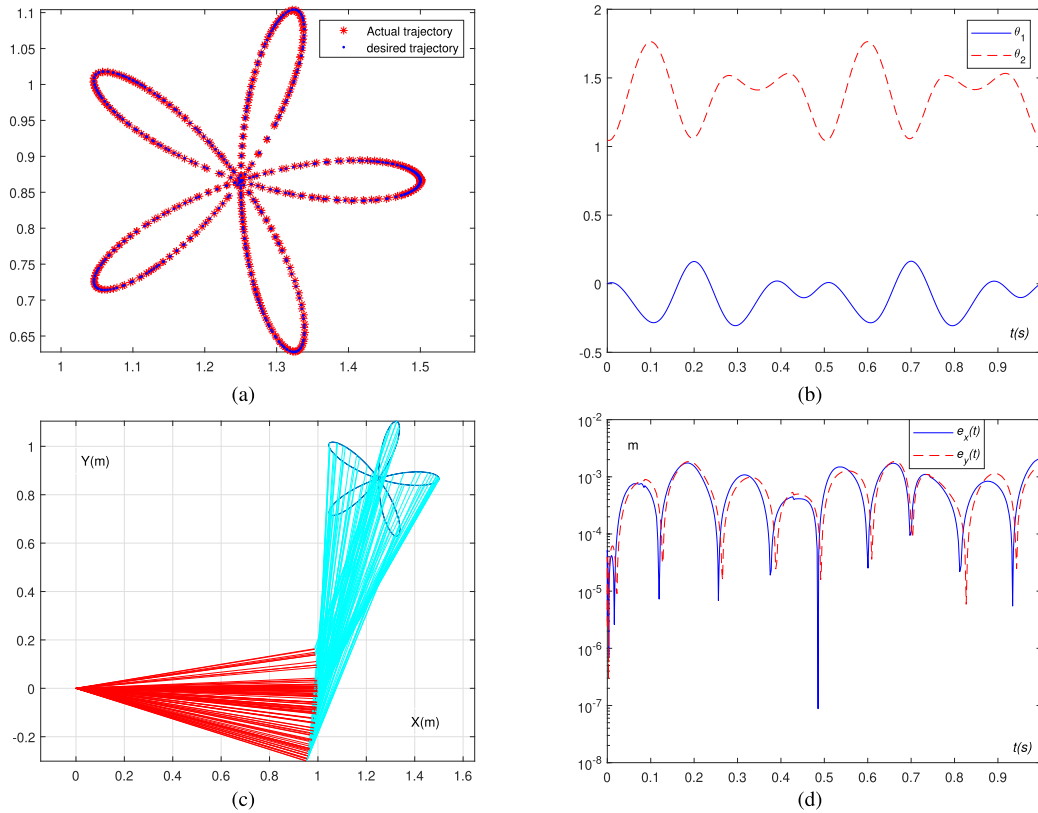 1.1
1.05
1
0.95
0.9
0.85
0.8
0.75
0.7
0.65
Actual trajectory
desired trajectory
1 1.1 1.2 1.3 1.4 1.5
(a)
2
1.5
1
0.5
0
-0.5
θ1
θ2
t(s)
0 0.1 0.2 0.3 0.4 0.5 0.6 0.7 0.8 0.9
(b)
1
0.8
0.6
0.4
0.2
0
-0.2
Y(m)
X(m)
0 0.2 0.4 0.6 0.8 1 1.2 1.4 1.6
(c)
10-2
10-3
10-4
10-5
10-6
10-7
10-8
m
ex(t)
ey(t)
t(s)
0 0.1 0.2 0.3 0.4 0.5 0.6 0.7 0.8 0.9
(d)